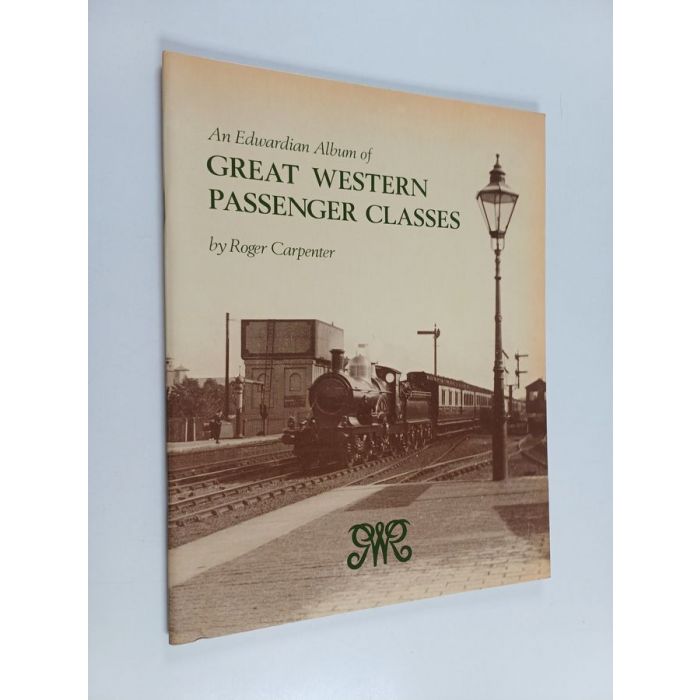 An Edwardian Album of
GREAT WESTERN
PASSENGER CLASSES
by Roger Carpenter
GWR